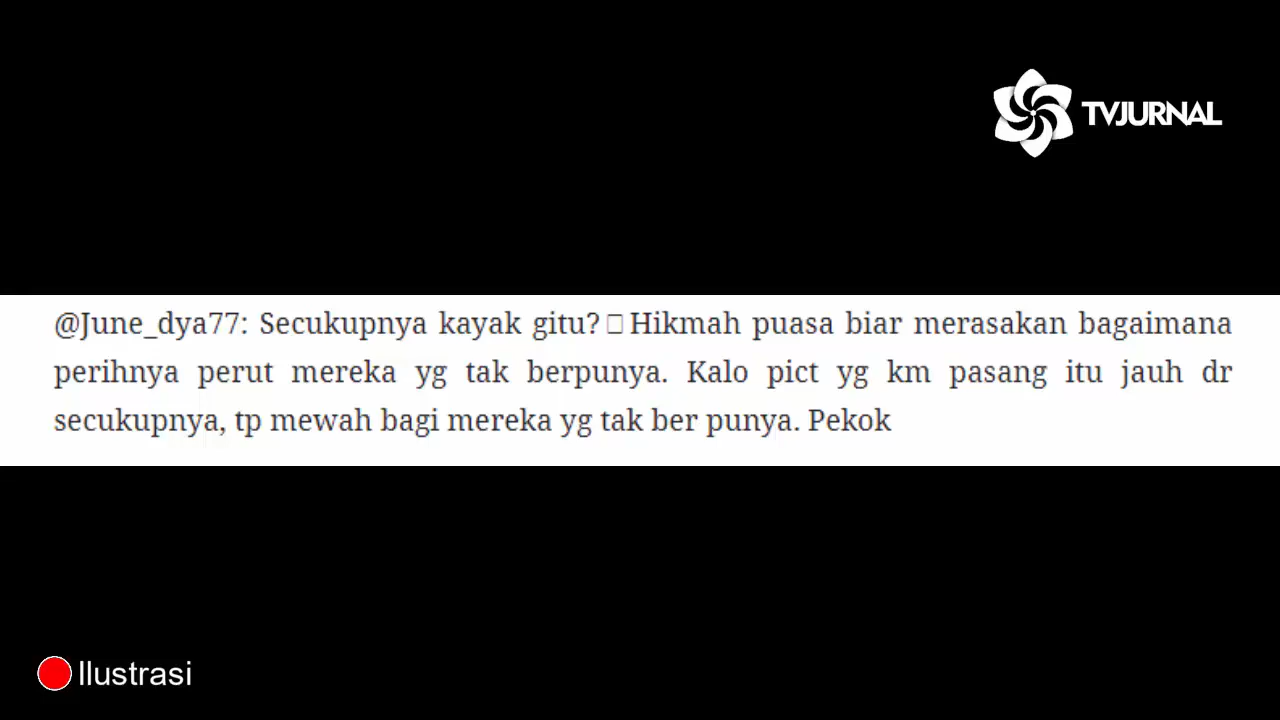 TVJURNAL
@June_dya77: Secukupnya kayak gitu? □ Hikmah puasa biar merasakan bagaimana
perihnya perut mereka yg tak berpunya. Kalo pict yg km pasang itu jauh dr
secukupnya, tp mewah bagi mereka yg tak ber punya. Pekok
Ilustrasi